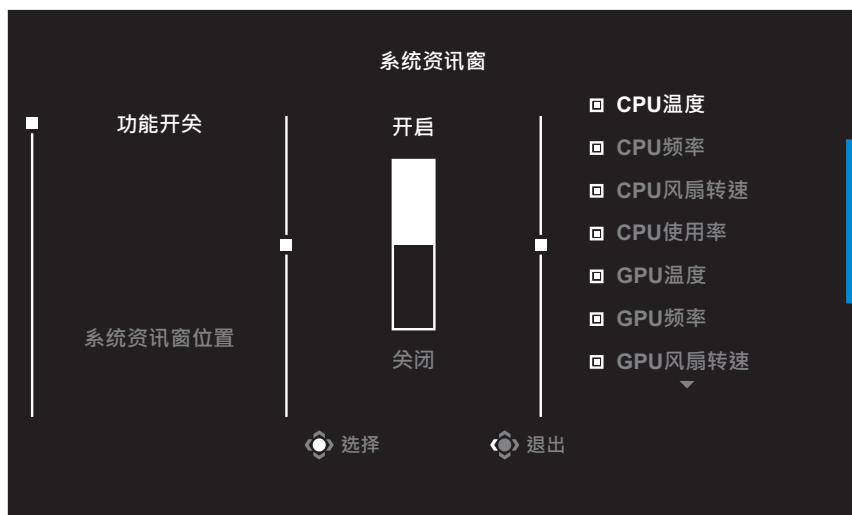 系统资讯窗
功能开关
系统资讯窗位置
开启
关闭
CPU温度
CPU频率
CPU风扇转速
CPU使用率
GPU温度
GPU频率
GPU风扇转速
选择
退出